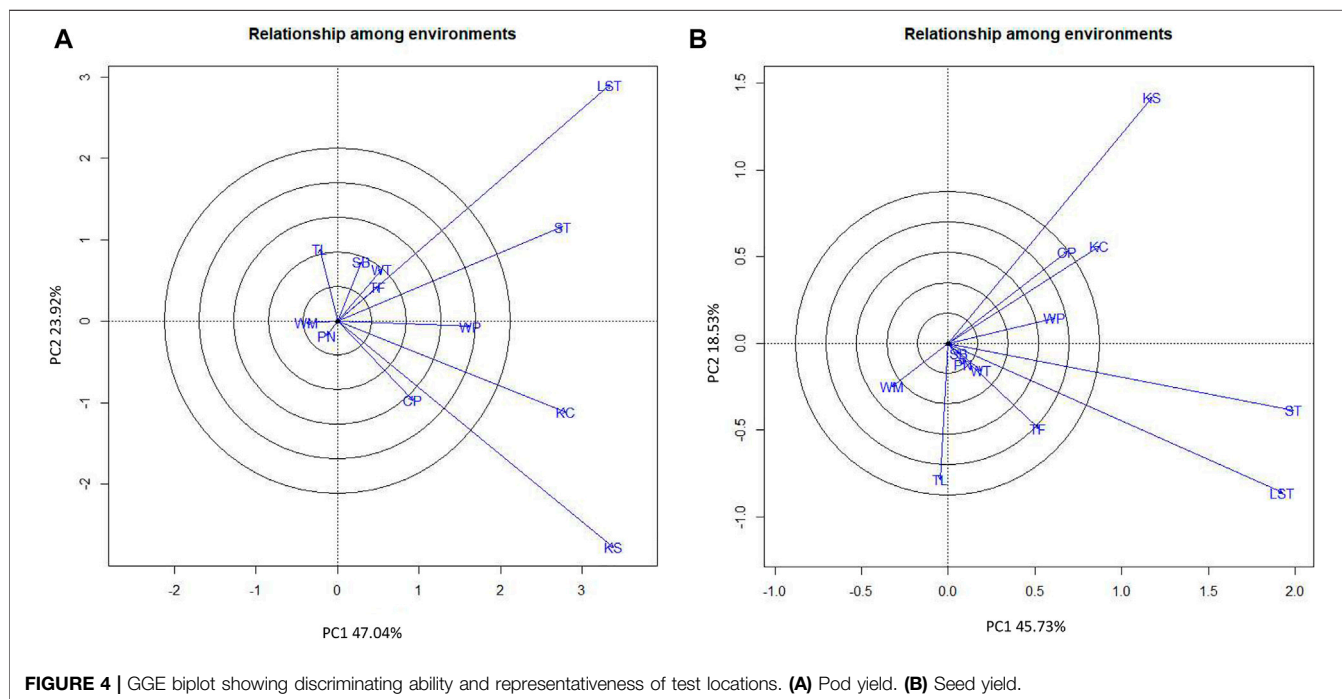 A
Relationship among environments
3
2
1
0
-1
-2
PC2 23.92%
LST
ST
TL
SB
WT
TF
WM
PN
WP
CP
KC
KS
-2 -1 0 1 2 3
PC1 47.04%
B
Relationship among environments
1.5
1.0
0.5
0.0
-0.5
-1.0
PC2 18.53%
KS
CP
KC
WP
SB
PN
WT
WM
TF
TL
ST
LST
-1.0 -0.5 0.0 0.5 1.0 1.5 2.0
PC1 45.73%
FIGURE 4 | GGE biplot showing discriminating ability and representativeness of test locations. (A) Pod yield. (B) Seed yield.